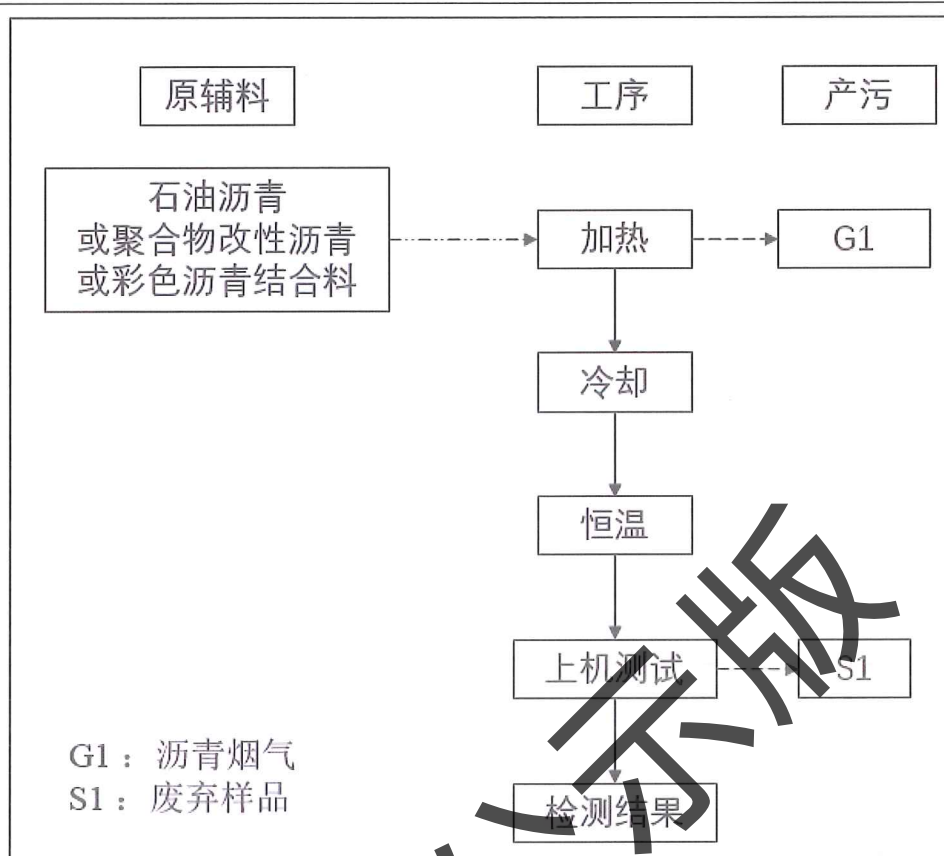 原辅料
工序
产污
石油沥青
或聚合物改性沥青
或彩色沥青结合料
加热
G1
冷却
恒温
上机测试
S1
G1：沥青烟气
S1：废弃样品
检测结果
示版